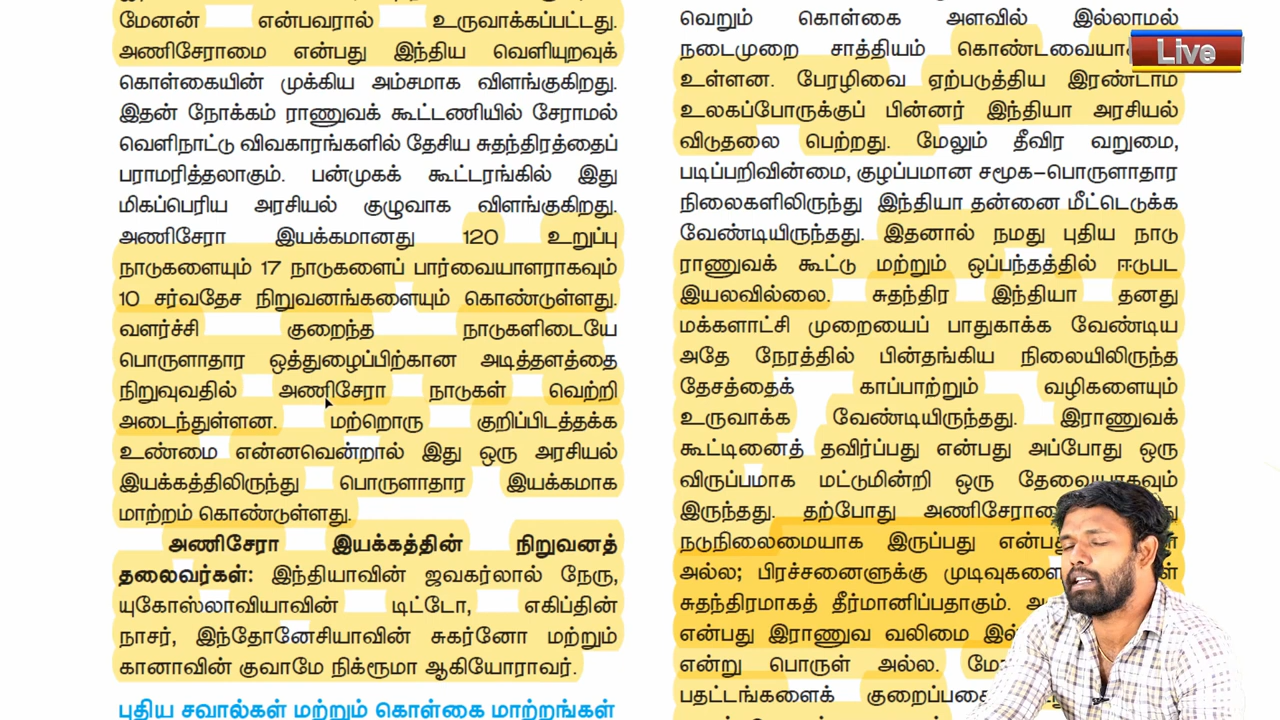 மேனன் என்பவரால் உருவாக்கப்பட்டது.
அணிசேராமை என்பது இந்திய வெளியுறவுக்
கொள்கையின் முக்கிய அம்சமாக விளங்குகிறது.
இதன் நோக்கம் ராணுவக் கூட்டணியில் சேராமல்
வெளிநாட்டு விவகாரங்களில் தேசிய சுதந்திரத்தைப்
பராமரித்தலாகும். பன்முகக் கூட்டரங்கில் இது
மிகப்பெரிய அரசியல் குழுவாக விளங்குகிறது.
அணிசேரா இயக்கமானது 120 உறுப்பு
நாடுகளையும் 17 நாடுகளைப் பார்வையாளராகவும்
10 சர்வதேச நிறுவனங்களையும் கொண்டுள்ளது.
வளர்ச்சி குறைந்த நாடுகளிடையே
பொருளாதார ஒத்துழைப்பிற்கான அடித்தளத்தை
நிறுவுவதில் அணிசேரா நாடுகள் வெற்றி
அடைந்துள்ளன. மற்றொரு குறிப்பிடத்தக்க
உண்மை என்னவென்றால் இது ஒரு அரசியல்
இயக்கத்திலிருந்து பொருளாதார இயக்கமாக
மாற்றம் கொண்டுள்ளது.
அணிசேரா இயக்கத்தின் நிறுவனத்
தலைவர்கள்: இந்தியாவின் ஜவகர்லால் நேரு,
யுகோஸ்லாவியாவின் டிட்டோ, எகிப்தின்
நாசர், இந்தோனேசியாவின் சுகர்னோ மற்றும்
கானாவின் குவாமே நிக்ரூமா ஆகியோராவர்.
புதிய சவால்கள் மற்றும் கொள்கை மாற்றங்கள்
வெறும் கொள்கை அளவில் இல்லாமல்
நடைமுறை சாத்தியம்
உள்ளன. பேரழிவை ஏற்படுத்திய இரண்டாம்
உலகப்போருக்குப் பின்னர் இந்தியா அரசியல்
விடுதலை பெற்றது. மேலும் தீவிர வறுமை,
படிப்பறிவின்மை, குழப்பமான சமூக–பொருளாதார
நிலைகளிலிருந்து இந்தியா தன்னை மீட்டெடுக்க
வேண்டியிருந்தது. இதனால் நமது புதிய நாடு
ராணுவக் கூட்டு மற்றும் ஒப்பந்தத்தில் ஈடுபட
இயலவில்லை. சுதந்திர இந்தியா தனது
மக்களாட்சி முறையைப் பாதுகாக்க வேண்டிய
அதே நேரத்தில் பின்தங்கிய நிலையிலிருந்த
தேசத்தைக் காப்பாற்றும் வழிகளையும்
உருவாக்க வேண்டியிருந்தது. இராணுவக்
கூட்டினைத் தவிர்ப்பது என்பது அப்போது ஒரு
விருப்பமாக மட்டுமின்றி ஒரு தேவையாகவும்
இருந்தது. தற்போது
நடுநிலைமையாக இருப்பது
அல்ல; பிரச்சனைளுக்கு
சுதந்திரமாகத் தீர்மானிப்பதாகும்.
என்பது இராணுவ வலிமை
என்று பொருள் அல்ல.
பதட்டங்களைக்
Live